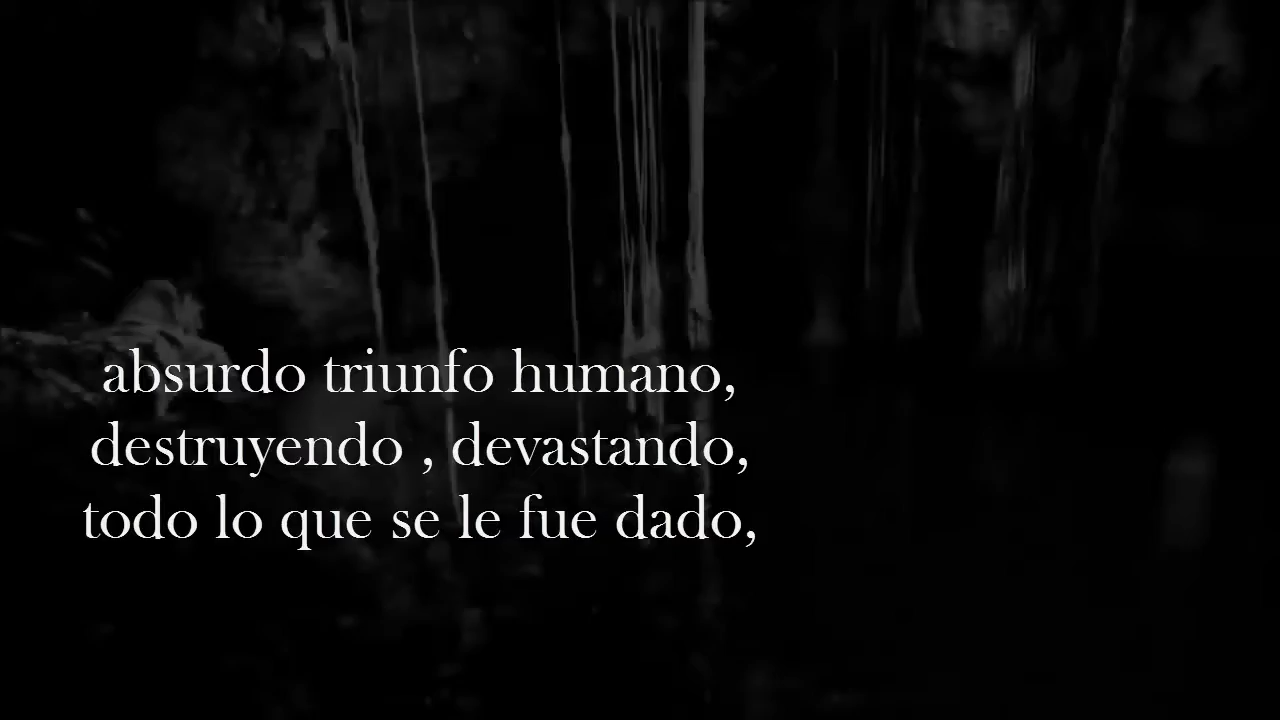 absurdo triunfo humano,
destruyendo , devastando,
todo lo que se le fue dado,